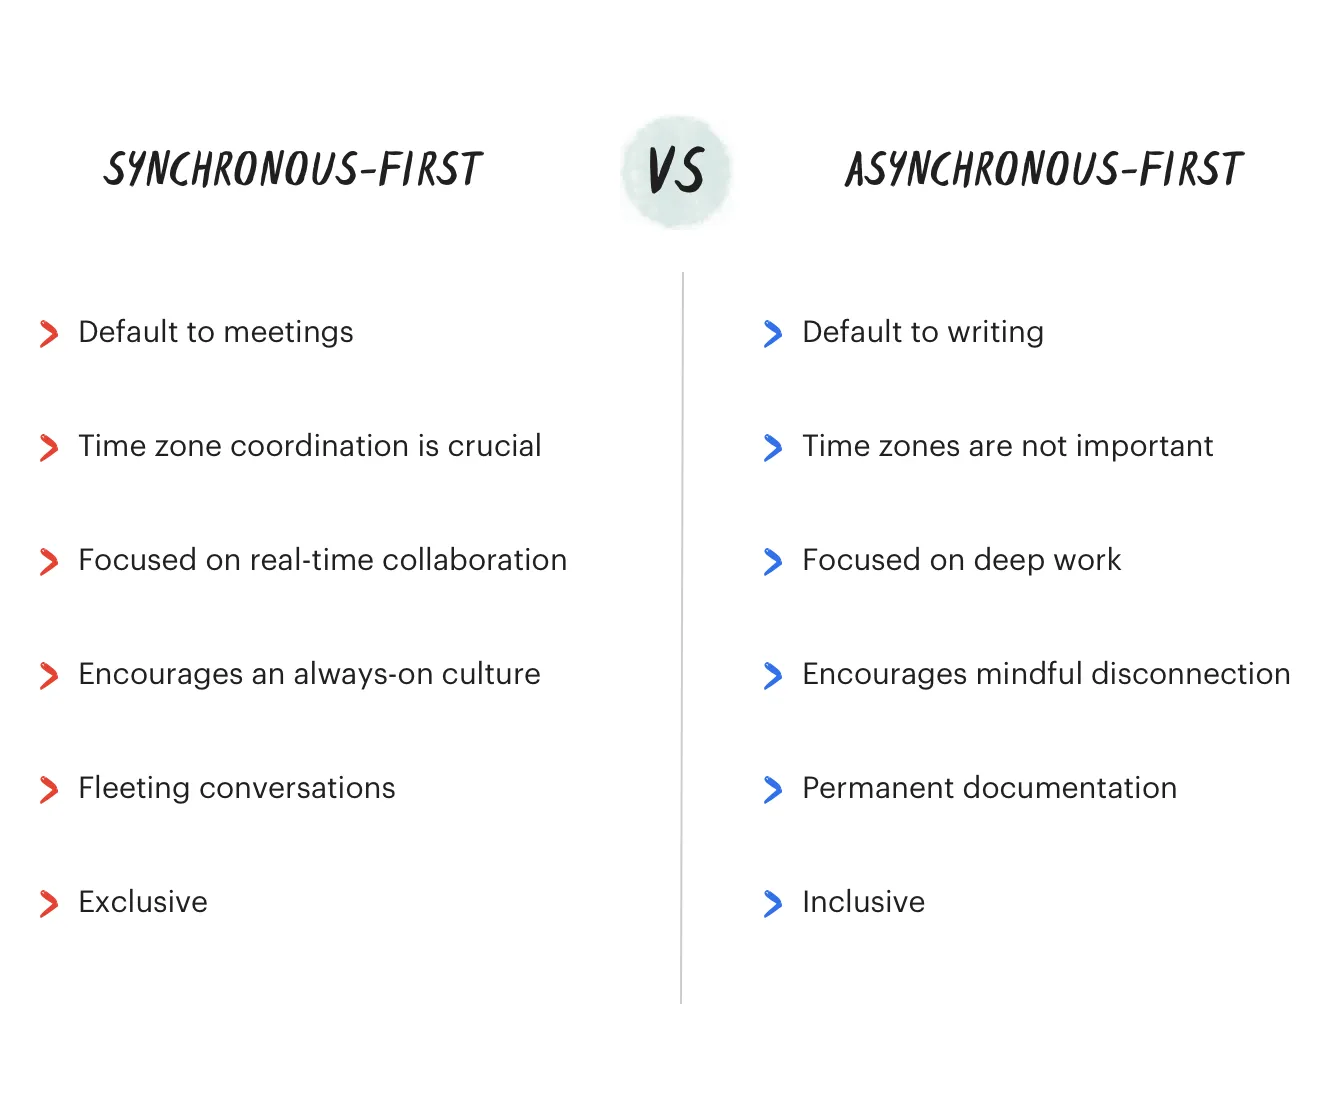 SYNCHRONOUS-FIRST
VS
ASYNCHRONOUS-FIRST
Default to meetings
Default to writing
Time zone coordination is crucial
Time zones are not important
Focused on real-time collaboration
Focused on deep work
Encourages an always-on culture
Encourages mindful disconnection
Fleeting conversations
Permanent documentation
Exclusive
Inclusive